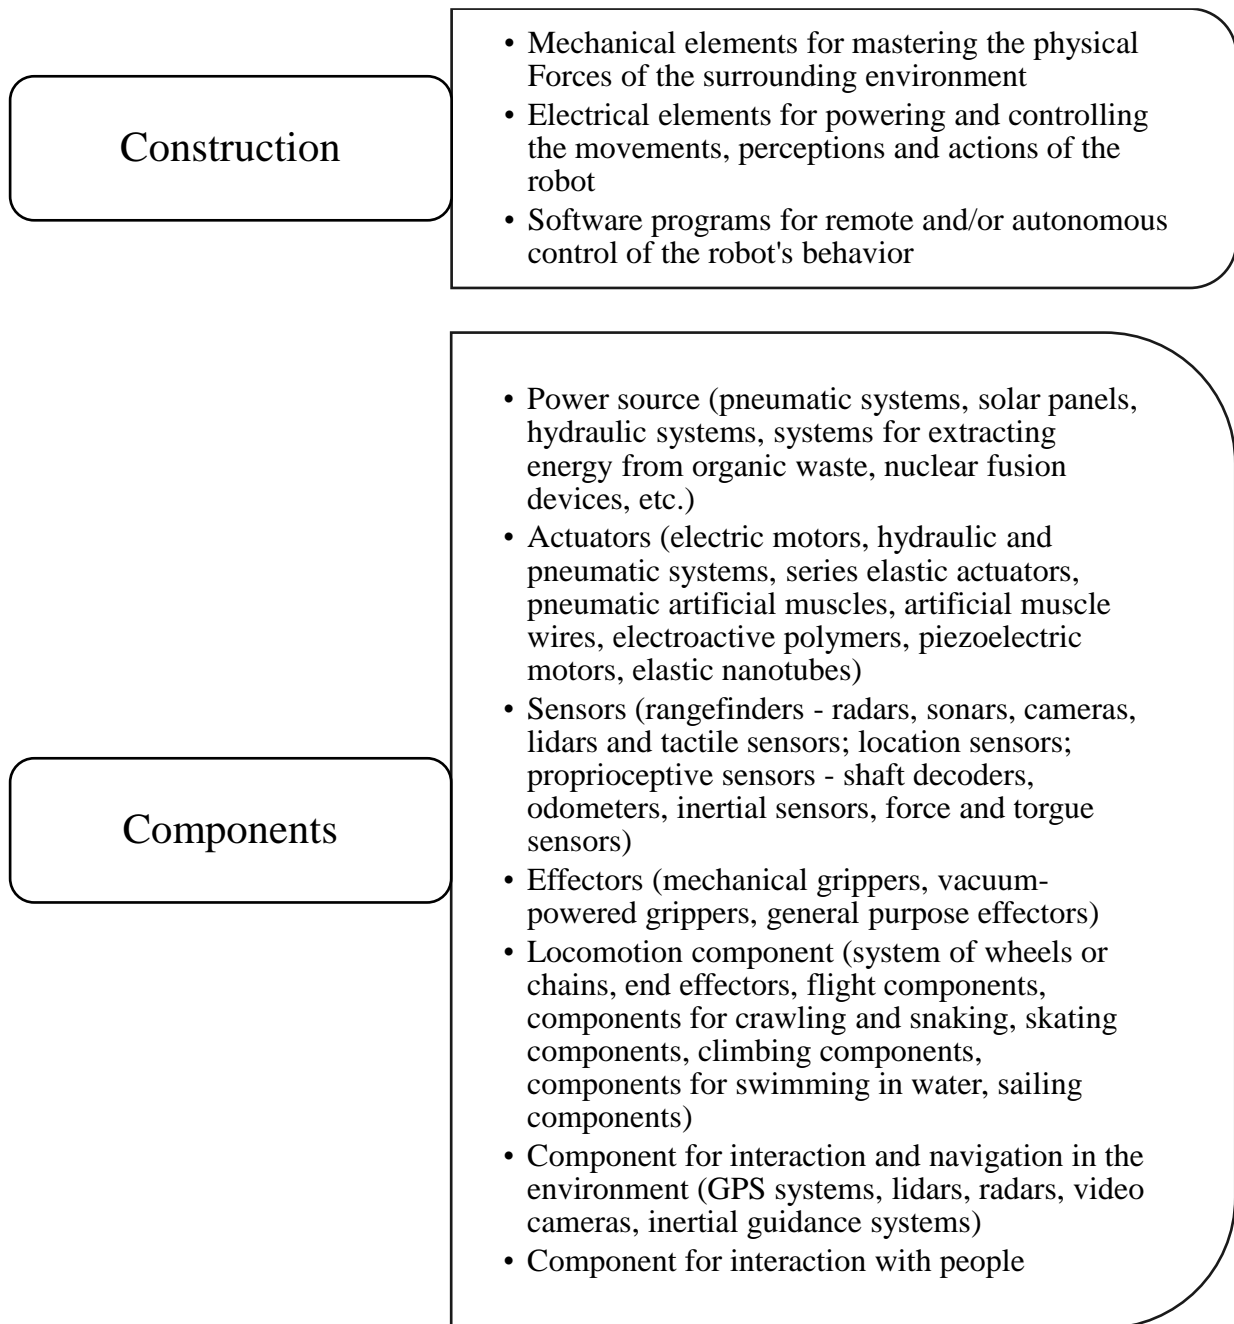 Construction
• Mechanical elements for mastering the physical
Forces of the surrounding environment
• Electrical elements for powering and controlling
the movements, perceptions and actions of the
robot
• Software programs for remote and/or autonomous
control of the robot's behavior
Components
• Power source (pneumatic systems, solar panels,
hydraulic systems, systems for extracting
energy from organic waste, nuclear fusion
devices, etc.)
• Actuators (electric motors, hydraulic and
pneumatic systems, series elastic actuators,
pneumatic artificial muscles, artificial muscle
wires, electroactive polymers, piezoelectric
motors, elastic nanotubes)
• Sensors (rangefinders - radars, sonars, cameras,
lidars and tactile sensors; location sensors;
proprioceptive sensors - shaft decoders,
odometers, inertial sensors, force and torgue
sensors)
• Effectors (mechanical grippers, vacuum-
powered grippers, general purpose effectors)
• Locomotion component (system of wheels or
chains, end effectors, flight components,
components for crawling and snaking, skating
components, climbing components,
components for swimming in water, sailing
components)
• Component for interaction and navigation in the
environment (GPS systems, lidars, radars, video
cameras, inertial guidance systems)
• Component for interaction with people